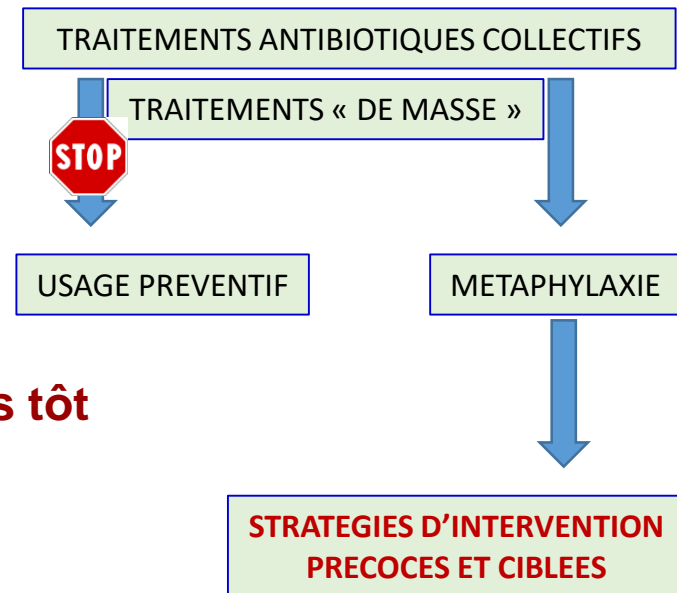 TRAITEMENTS ANTIBIOTIQUES COLLECTIFS
TRAITEMENTS « DE MASSE »
STOP
USAGE PREVENTIF
METAPHYLAXIE
s tôt
STRATEGIES D'INTERVENTION
PRECOCES ET CIBLEES